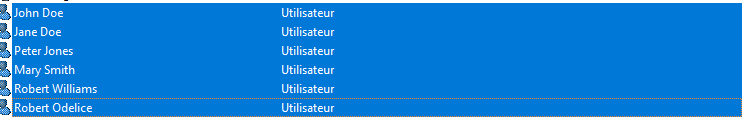 John Doe Utilisateur
Jane Doe Utilisateur
Peter Jones Utilisateur
Mary Smith Utilisateur
Robert Williams Utilisateur
Robert Odelice Utilisateur